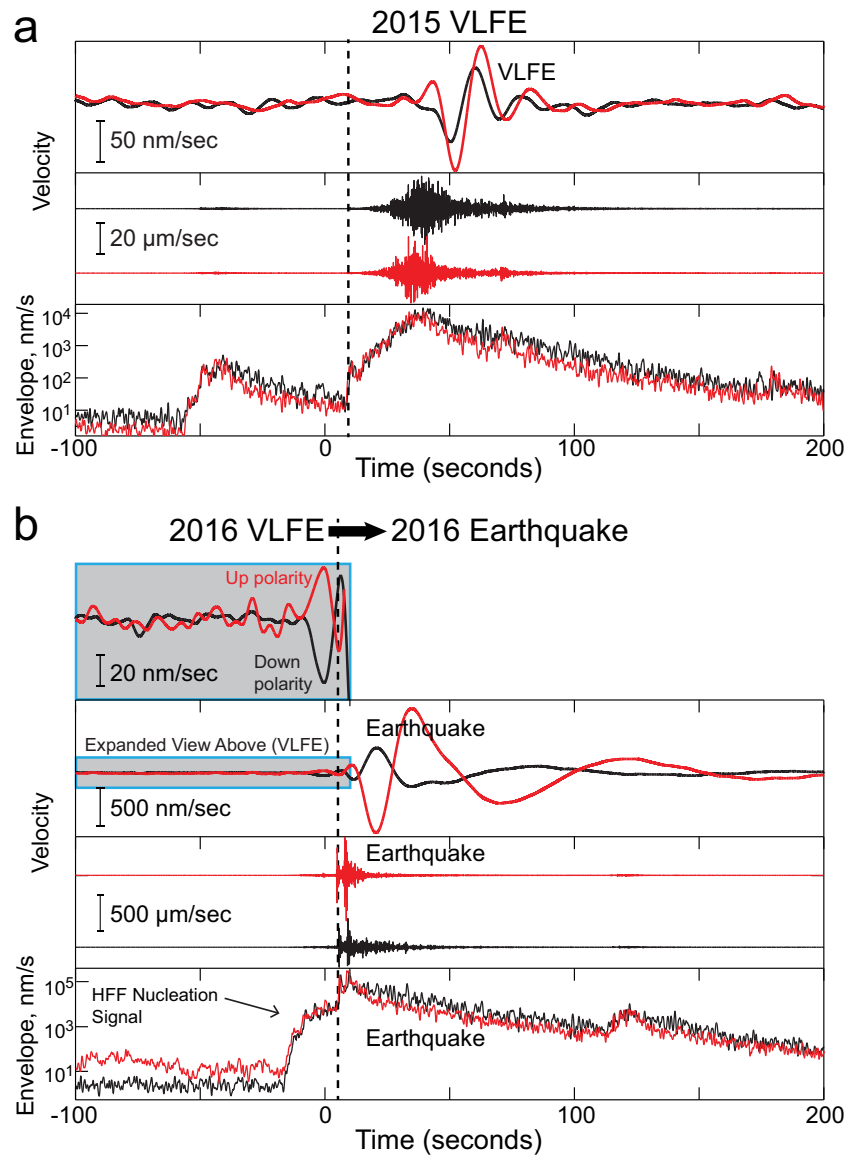 a
2015 VLFE
VLFE
50 nm/sec
Velocity
20 µm/sec
Envelope, nm/s
10⁴
10³
10²
10¹
-100 0 100 200
Time (seconds)
b
2016 VLFE 2016 Earthquake
Up polarity
20 nm/sec
Down
polarity
Earthquake
Expanded View Above (VLFE)
500 nm/sec
Velocity
Earthquake
500 µm/sec
Envelope, nm/s
10⁵
10³
10¹
HFF Nucleation
Signal
Earthquake
-100 0 100 200
Time (seconds)